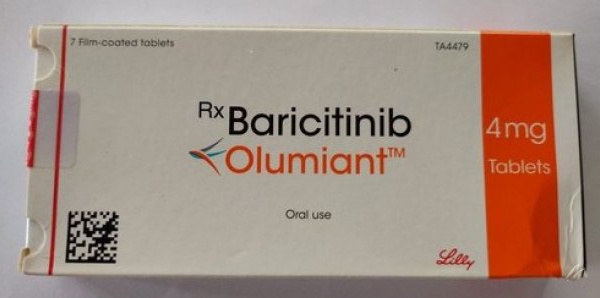 7 Film-coated tablets
TA4479
Rx Baricitinib
Olumiant™
4mg
Tablets
Oral use
Lilly